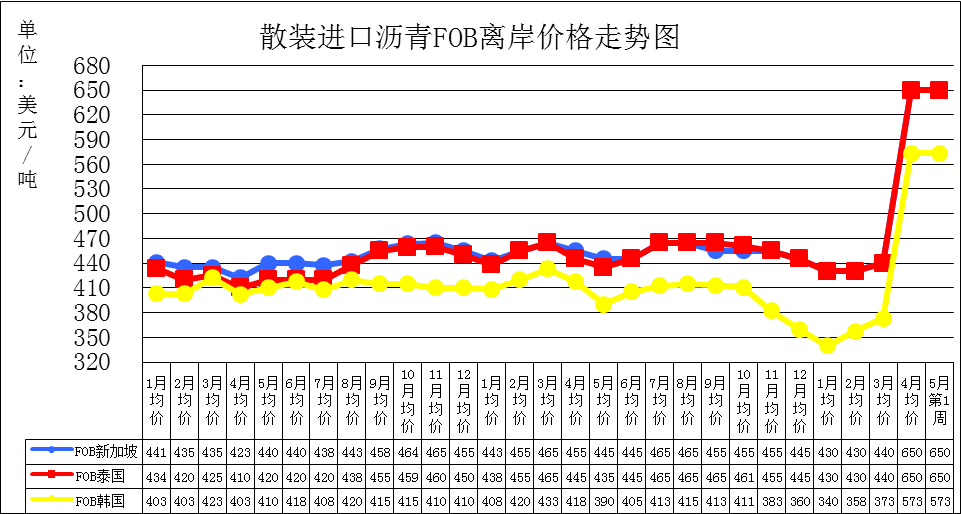 散装进口沥青FOB离岸价格走势图
单位：美元/吨
680
650
620
590
560
530
500
470
440
410
380
350
320
1月均价 2月均价 3月均价 4月均价 5月均价 6月均价 7月均价 8月均价 9月均价 10月均价 11月均价 12月均价 1月均价 2月均价 3月均价 4月均价 5月均价 6月均价 7月均价 8月均价 9月均价 10月均价 11月均价 12月均价 1月均价 2月均价 3月均价 4月均价 5月第1周
FOB新加坡 441 435 435 423 440 440 438 443 458 464 465 455 443 455 465 455 445 445 465 465 455 455 455 445 430 430 440 650 650
FOB泰国 434 420 425 410 420 420 420 438 455 459 460 450 438 455 465 445 435 445 465 465 465 461 455 445 430 430 440 650 650
FOB韩国 403 403 423 403 410 418 408 420 415 415 410 410 408 420 433 418 390 405 413 415 413 411 383 360 340 358 373 573 573